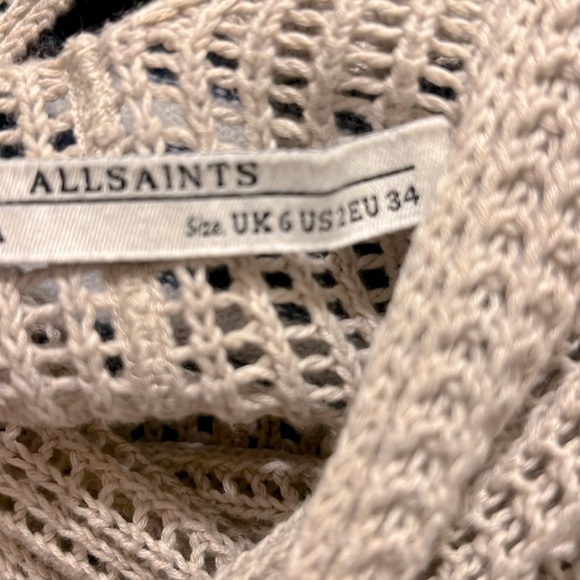 ALLSAINTS
Size. UK 6 US 2 EU 34